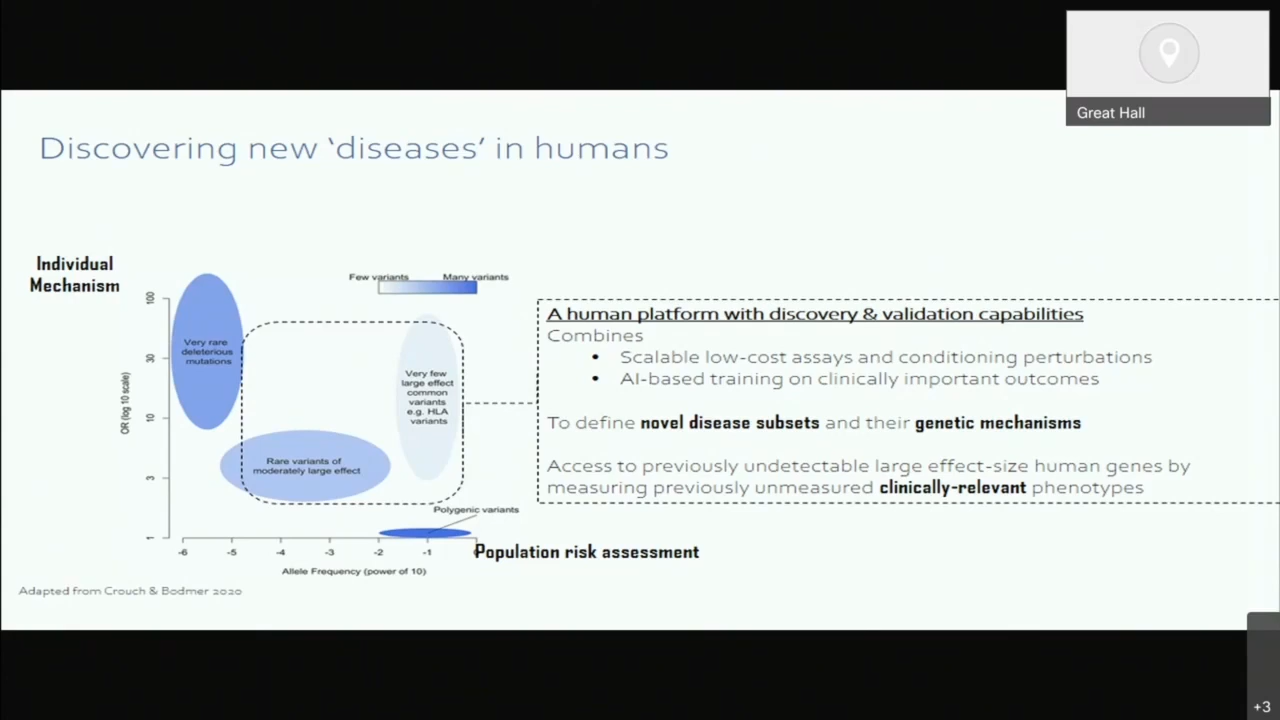 Great Hall
Discovering new ‘diseases’ in humans
Individual
Mechanism
Few variants
Many variants
100
30
10
3
1
OR (log 10 scale)
Very rare
deleterious
mutations
Very few
large effect
common
variants
e.g. HLA
variants
Rare variants of
moderately large effect
Polygenic variants
-6
-5
-4
-3
-2
-1
Allele Frequency (power of 10)
Population risk assessment
A human platform with discovery & validation capabilities
Combines
• Scalable low-cost assays and conditioning perturbations
• AI-based training on clinically important outcomes
To define novel disease subsets and their genetic mechanisms
Access to previously undetectable large effect-size human genes by
measuring previously unmeasured clinically-relevant phenotypes
Adapted from Crouch & Bodmer 2020
+3